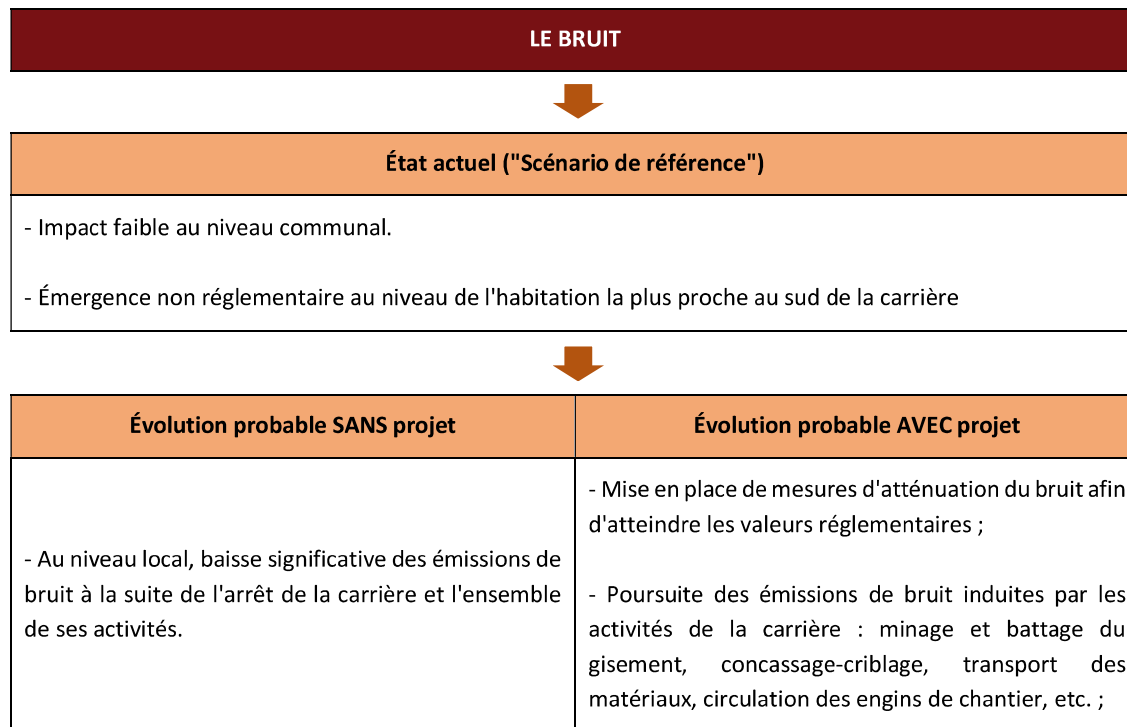 LE BRUIT
État actuel ("Scénario de référence")
- Impact faible au niveau communal.
- Émergence non réglementaire au niveau de l'habitation la plus proche au sud de la carrière
Évolution probable SANS projet
- Au niveau local, baisse significative des émissions de
bruit à la suite de l'arrêt de la carrière et l'ensemble
de ses activités.
Évolution probable AVEC projet
- Mise en place de mesures d'atténuation du bruit afin
d'atteindre les valeurs réglementaires ;
- Poursuite des émissions de bruit induites par les
activités de la carrière : minage et battage du
gisement, concassage-criblage, transport des
matériaux, circulation des engins de chantier, etc. ;